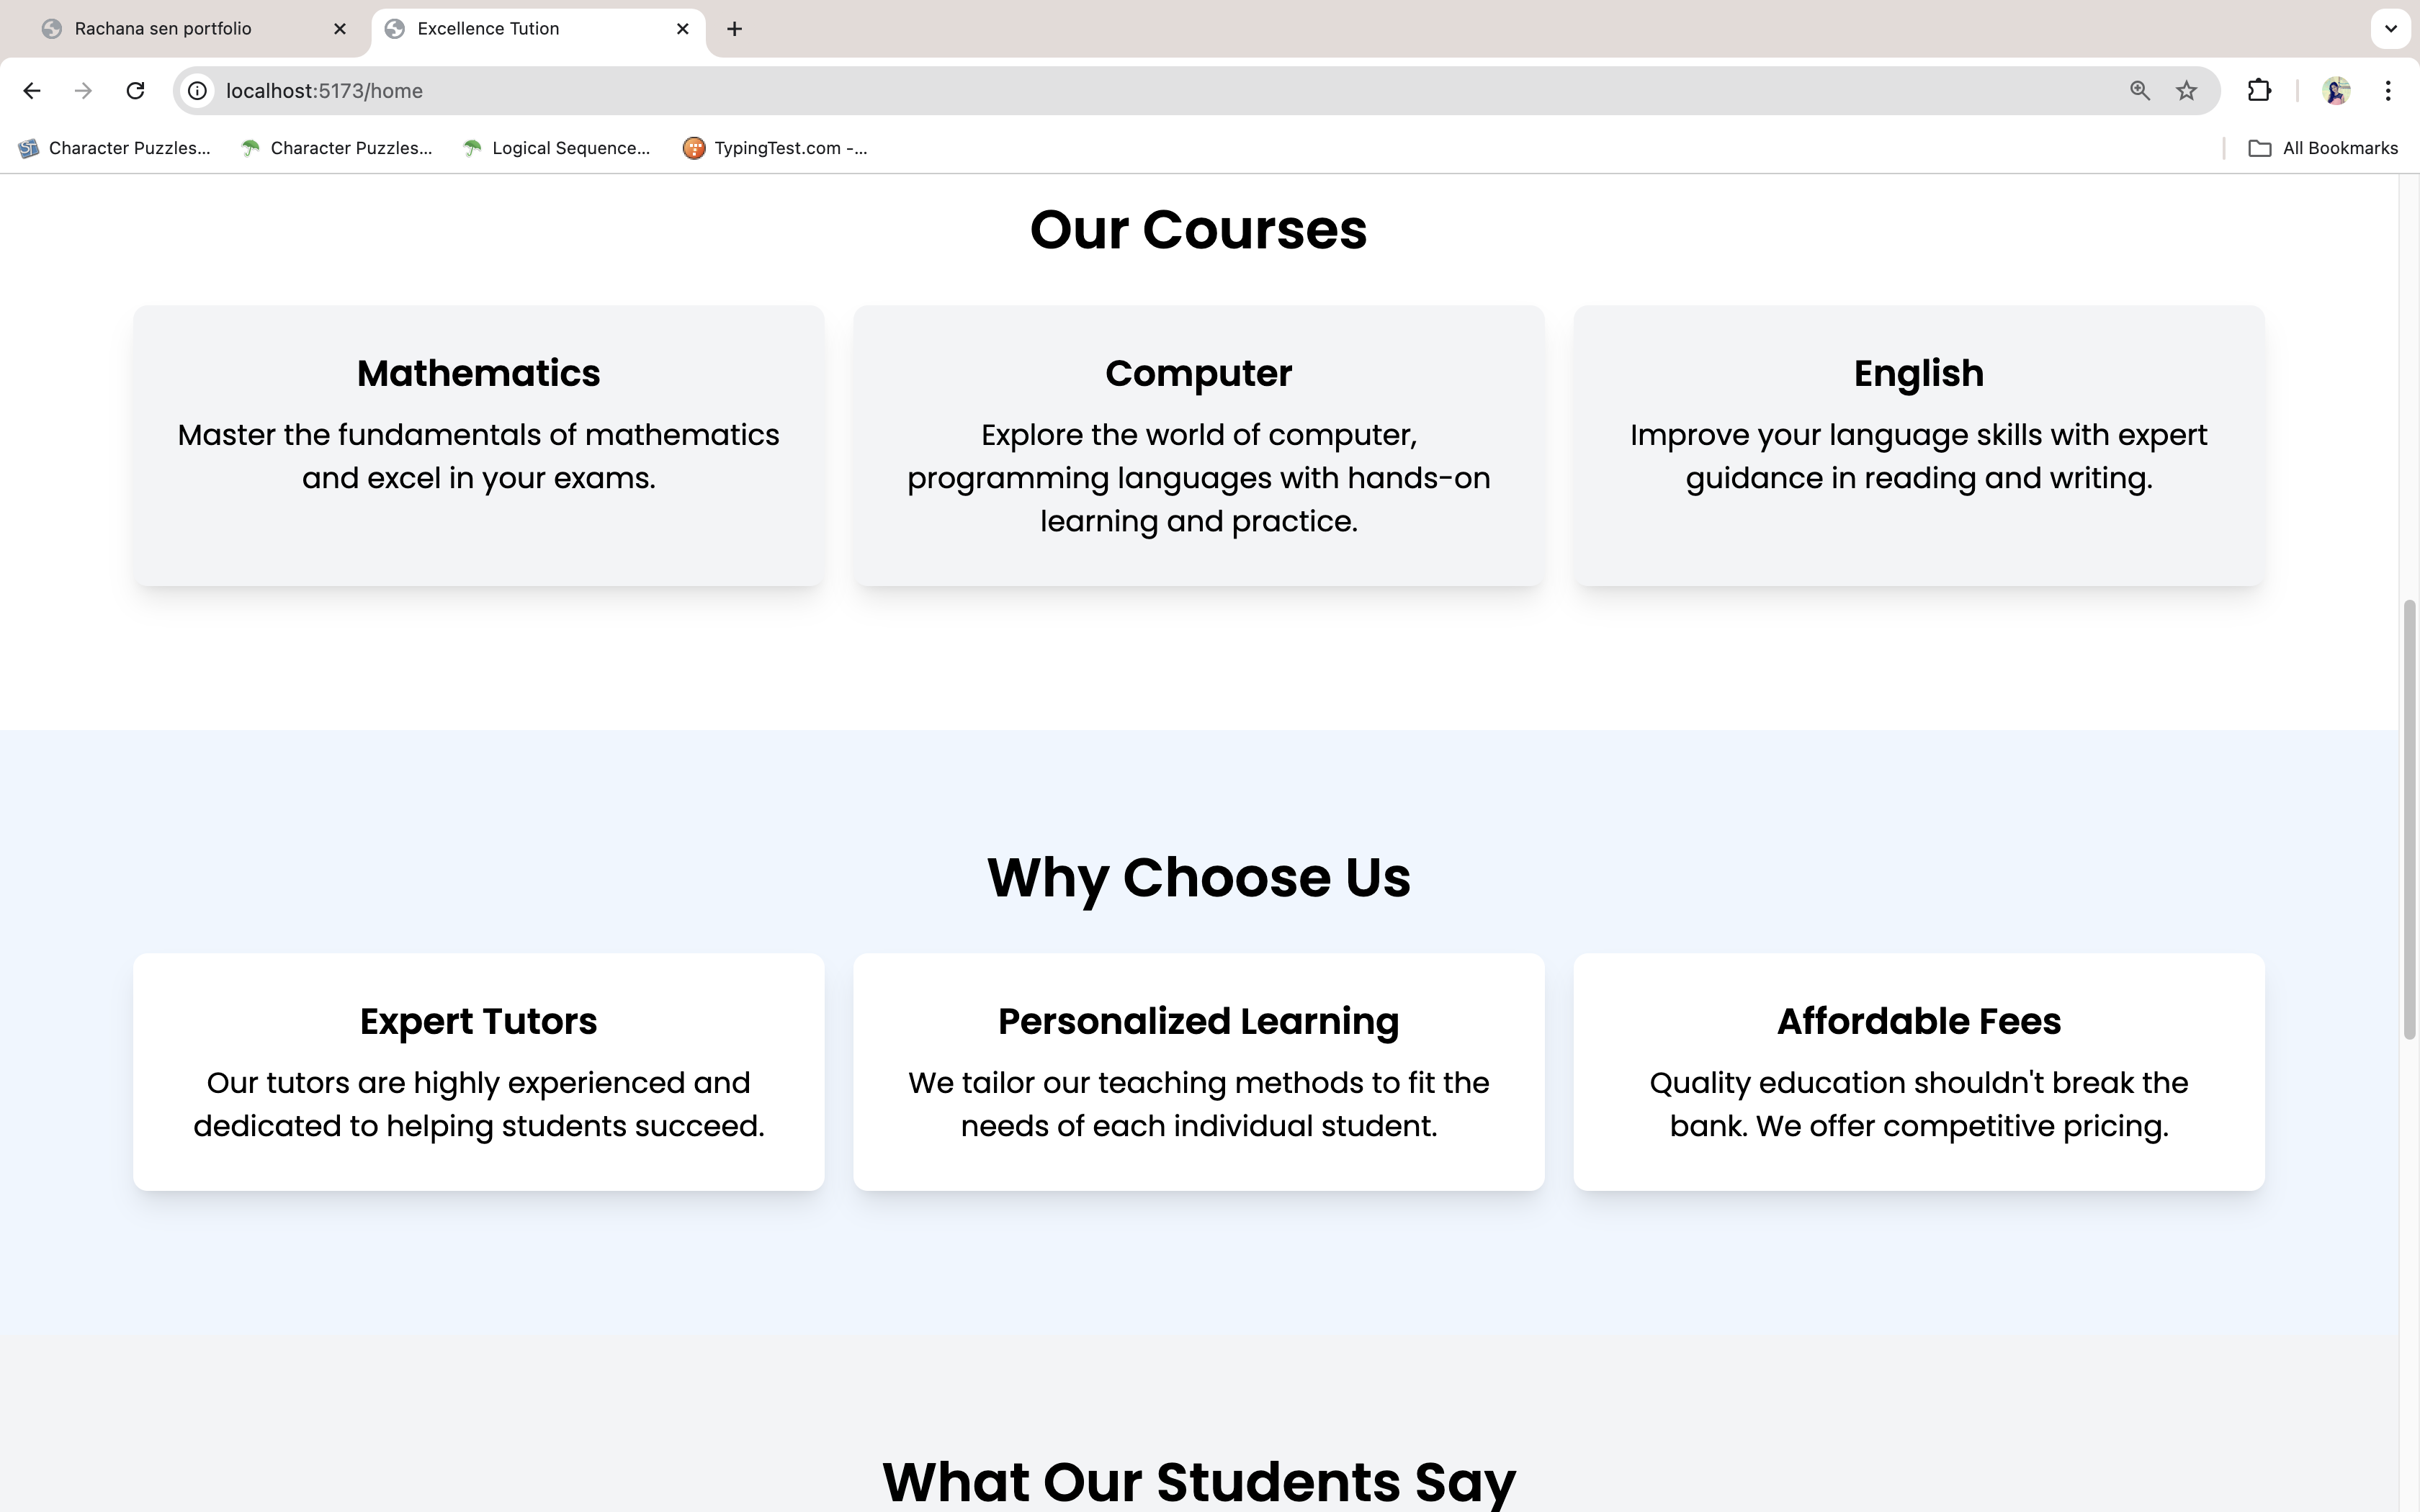 Rachana sen portfolio
Excellence Tution
localhost:5173/home
Character Puzzles...
Character Puzzles...
Logical Sequence...
TypingTest.com -...
All Bookmarks
Our Courses
Mathematics
Master the fundamentals of mathematics
and excel in your exams.
Computer
Explore the world of computer,
programming languages with hands-on
learning and practice.
English
Improve your language skills with expert
guidance in reading and writing.
Why Choose Us
Expert Tutors
Our tutors are highly experienced and
dedicated to helping students succeed.
Personalized Learning
We tailor our teaching methods to fit the
needs of each individual student.
Affordable Fees
Quality education shouldn't break the
bank. We offer competitive pricing.
What Our Students Say